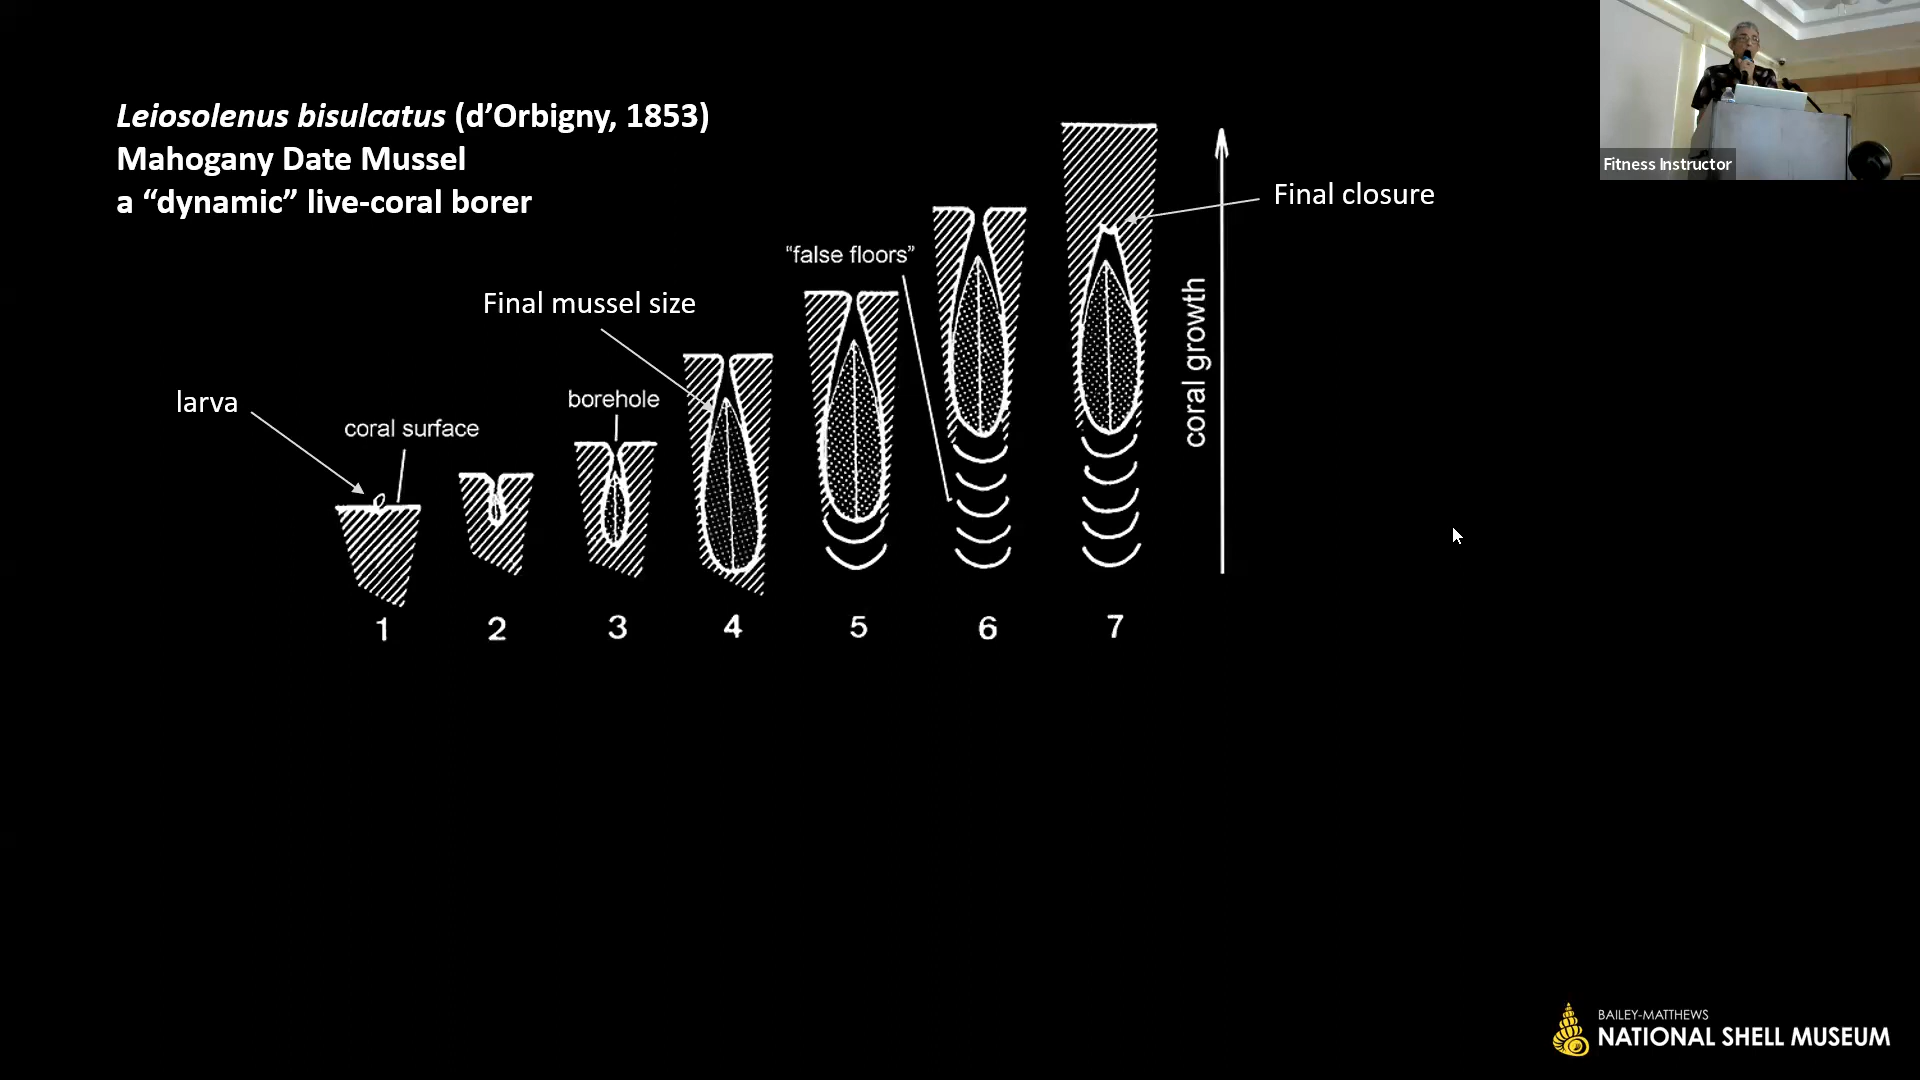 Leiosolenus bisulcatus (d’Orbigny, 1853)
Mahogany Date Mussel
a “dynamic” live-coral borer
Fitness Instructor
Final closure
“false floors”
Final mussel size
larva
coral surface
borehole
coral growth
1 2 3 4 5 6 7
BAILEY-MATTHEWS
NATIONAL SHELL MUSEUM